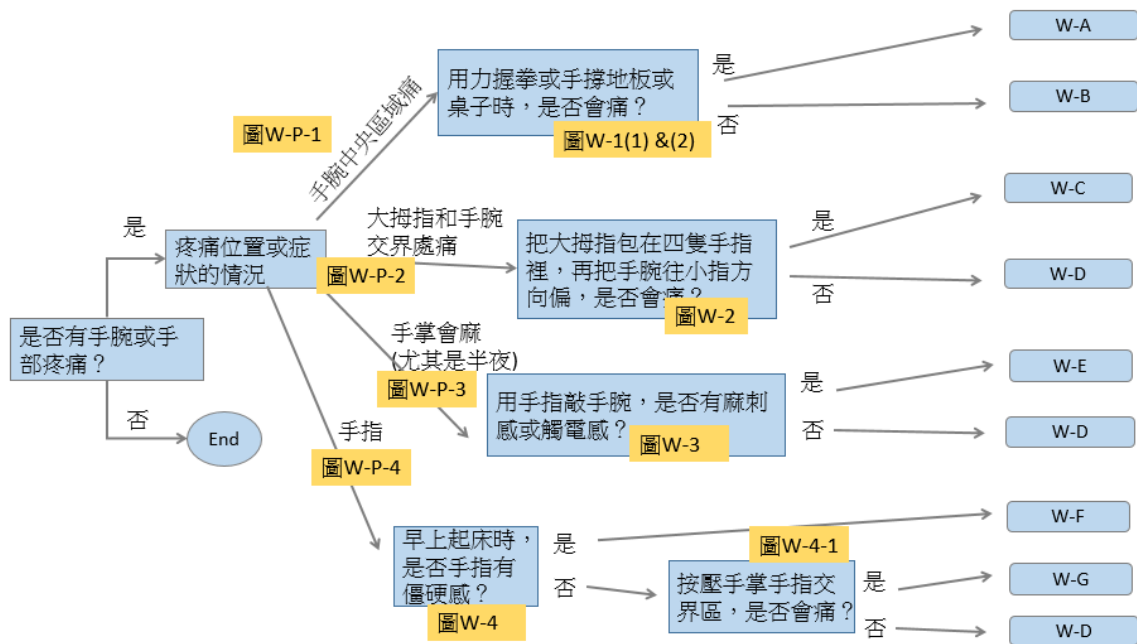 是否有手腕或手
部疼痛？
是
否
End
疼痛位置或症
狀的情況
手腕中央區域痛
圖W-P-1
用力握拳或手撐地板或
桌子時，是否會痛？
圖W-1(1) &(2)
是
W-A
否
W-B
大拇指和手腕
交界處痛
圖W-P-2
把大拇指包在四隻手指
裡，再把手腕往小指方
向偏，是否會痛？
圖W-2
是
W-C
否
W-D
手掌會麻
(尤其是半夜)
圖W-P-3
用手指敲手腕，是否有麻刺
感或觸電感？
圖W-3
是
W-E
否
W-D
手指
圖W-P-4
早上起床時，
是否手指有
僵硬感？
圖W-4
是
W-F
否
圖W-4-1
按壓手掌手指交
界區，是否會痛？
是
W-G
否
W-D